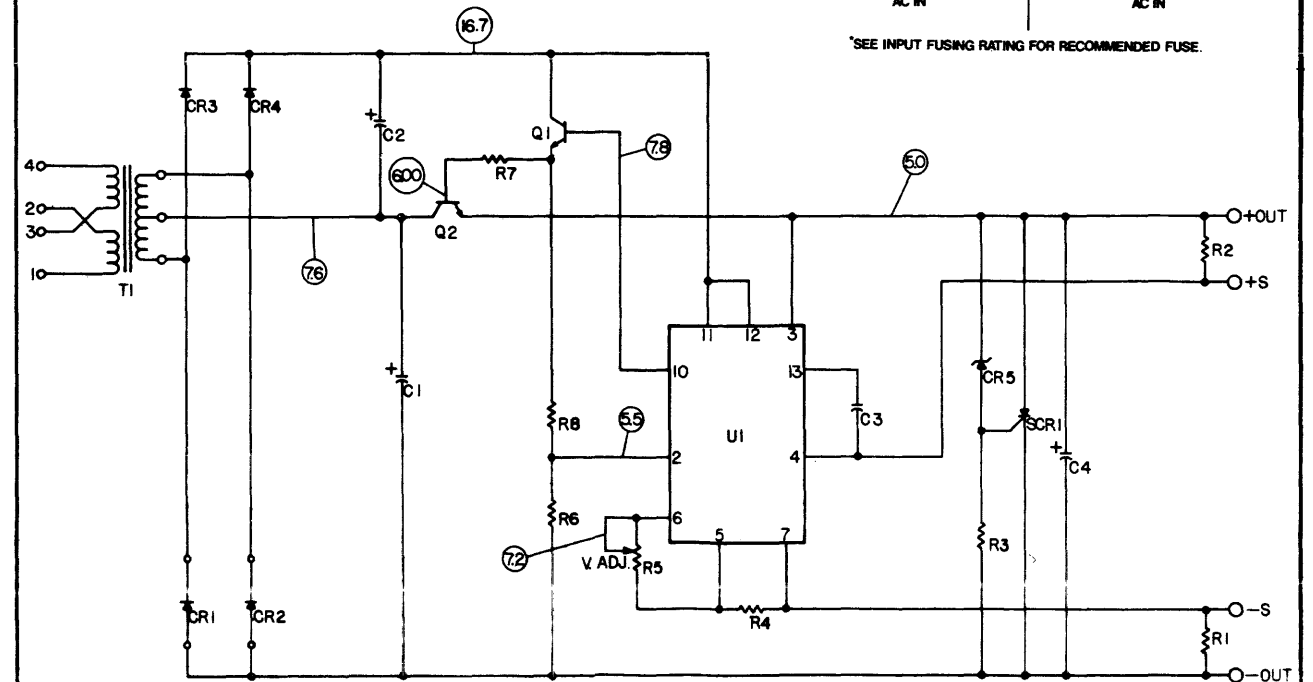 AC IN
AC IN
*SEE INPUT FUSING RATING FOR RECOMMENDED FUSE.
16.7
CR3
CR4
C2
Q1
7.8
4
2
3
1
T1
6.00
R7
Q2
7.6
5.0
+OUT
R2
+S
11
12
3
10
13
C1
CR5
C3
SCR1
R8
5.5
U1
2
4
C4
R6
6
5
7
7.2
V. ADJ.
R5
R3
CR1
CR2
R4
-S
R1
-OUT